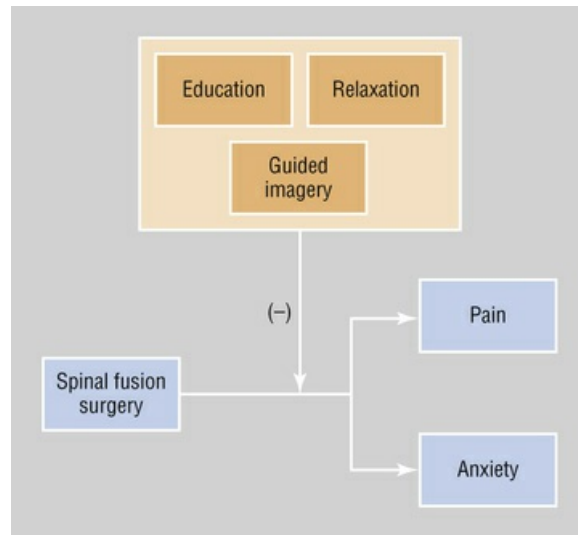 Education
Relaxation
Guided
imagery
(–)
Pain
Spinal fusion
surgery
Anxiety